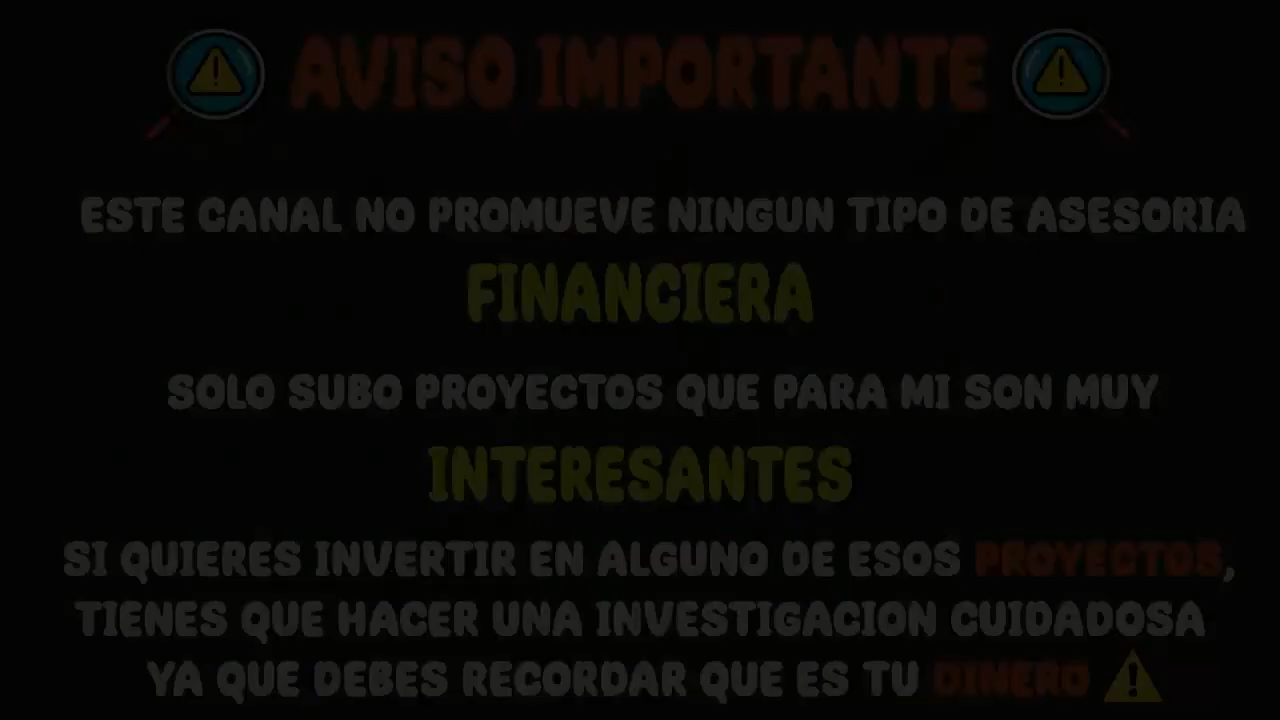 AVISO IMPORTANTE
ESTE CANAL NO PROMUEVE NINGUN TIPO DE ASESORIA
FINANCIERA
SOLO SUBO PROYECTOS QUE PARA MI SON MUY
INTERESANTES
SI QUIERES INVERTIR EN ALGUNO DE ESOS PROYECTOS,
TIENES QUE HACER UNA INVESTIGACION CUIDADOSA
YA QUE DEBES RECORDAR QUE ES TU DINERO